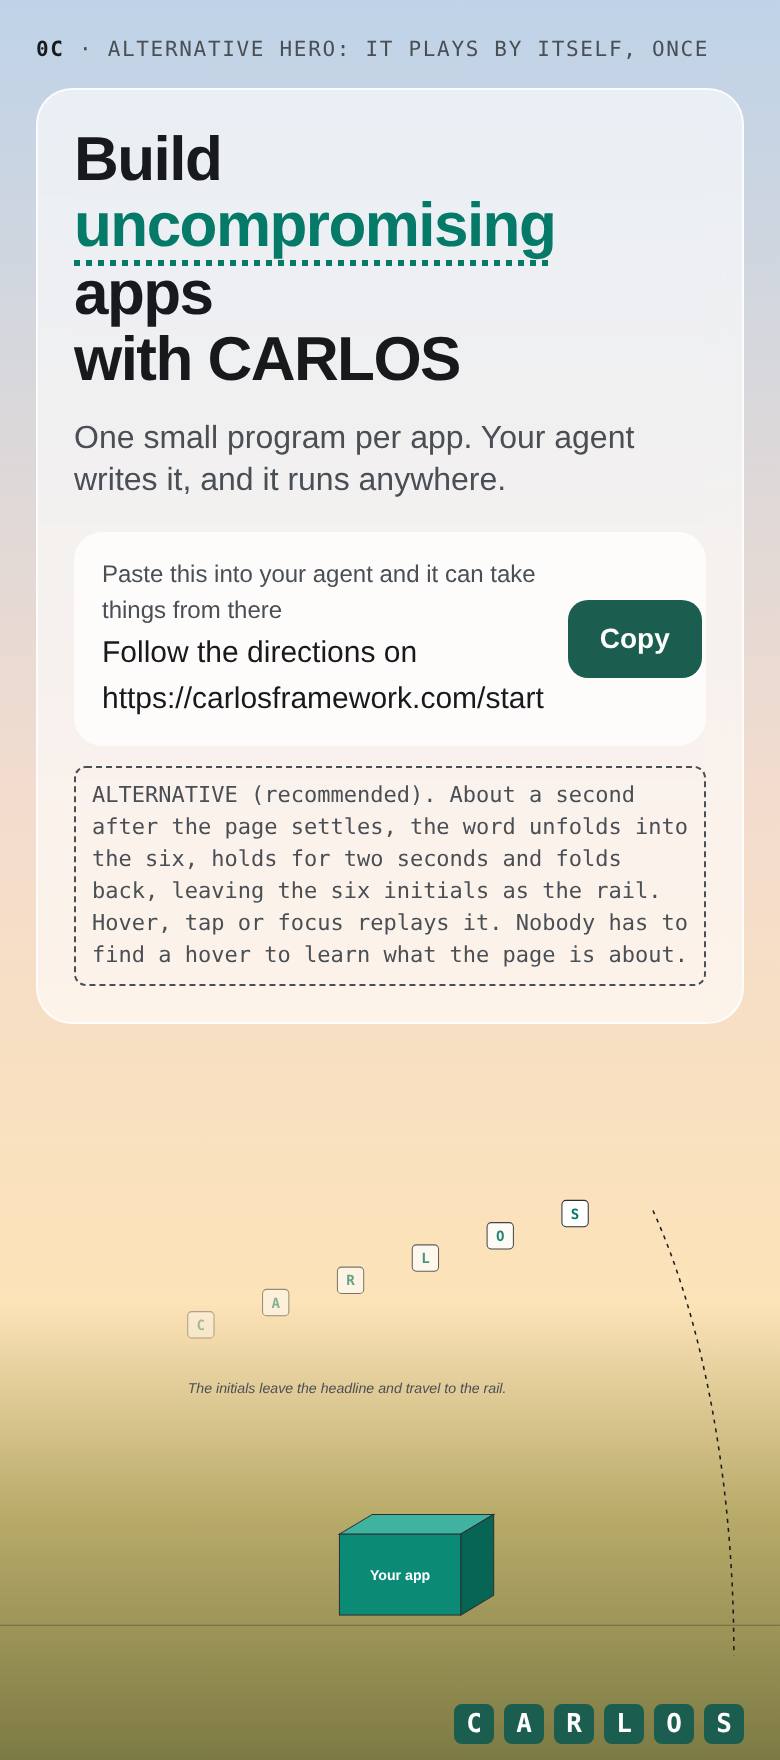 0C · ALTERNATIVE HERO: IT PLAYS BY ITSELF, ONCE
Build
uncompromising
apps
with CARLOS
One small program per app. Your agent
writes it, and it runs anywhere.
Paste this into your agent and it can take
things from there
Follow the directions on
https://carlosframework.com/start
Copy
ALTERNATIVE (recommended). About a second
after the page settles, the word unfolds into
the six, holds for two seconds and folds
back, leaving the six initials as the rail.
Hover, tap or focus replays it. Nobody has to
find a hover to learn what the page is about.
C A R L O S
The initials leave the headline and travel to the rail.
Your app
C A R L O S